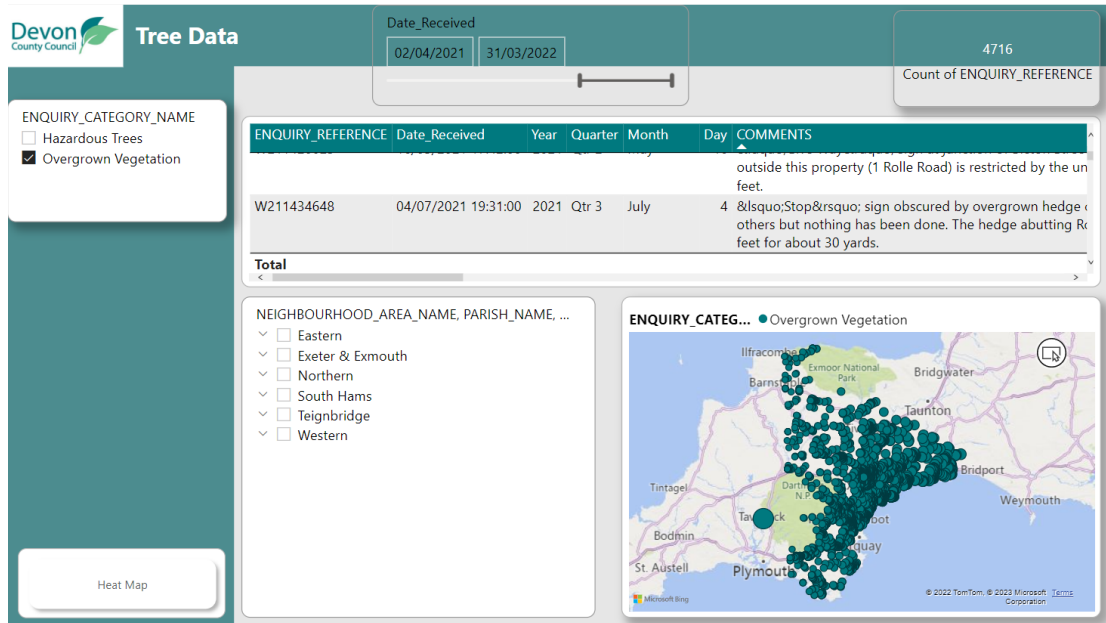 Devon
County Council
Tree Data
Date_Received
02/04/2021 31/03/2022
4716
Count of ENQUIRY_REFERENCE
ENQUIRY_CATEGORY_NAME
Hazardous Trees
Overgrown Vegetation
ENQUIRY_REFERENCE Date_Received Year Quarter Month Day COMMENTS
outside this property (1 Rolle Road) is restricted by the un
feet.
W211434648 04/07/2021 19:31:00 2021 Qtr 3 July 4 &lsquo;Stop&rsquo; sign obscured by overgrown hedge
others but nothing has been done. The hedge abutting
feet for about 30 yards.
Total
NEIGHBOURHOOD_AREA_NAME, PARISH_NAME, ...
Eastern
Exeter & Exmouth
Northern
South Hams
Teignbridge
Western
Heat Map
ENQUIRY_CATEG... Overgrown Vegetation
Ilfracombe
Exmoor National
Park
Bridgwater
Taunton
Bridport
Tintagel
Weymouth
Bodmin
St. Austell
Plymouth
Microsoft Bing
© 2022 TomTom, © 2023 Microsoft Terms
Corporation